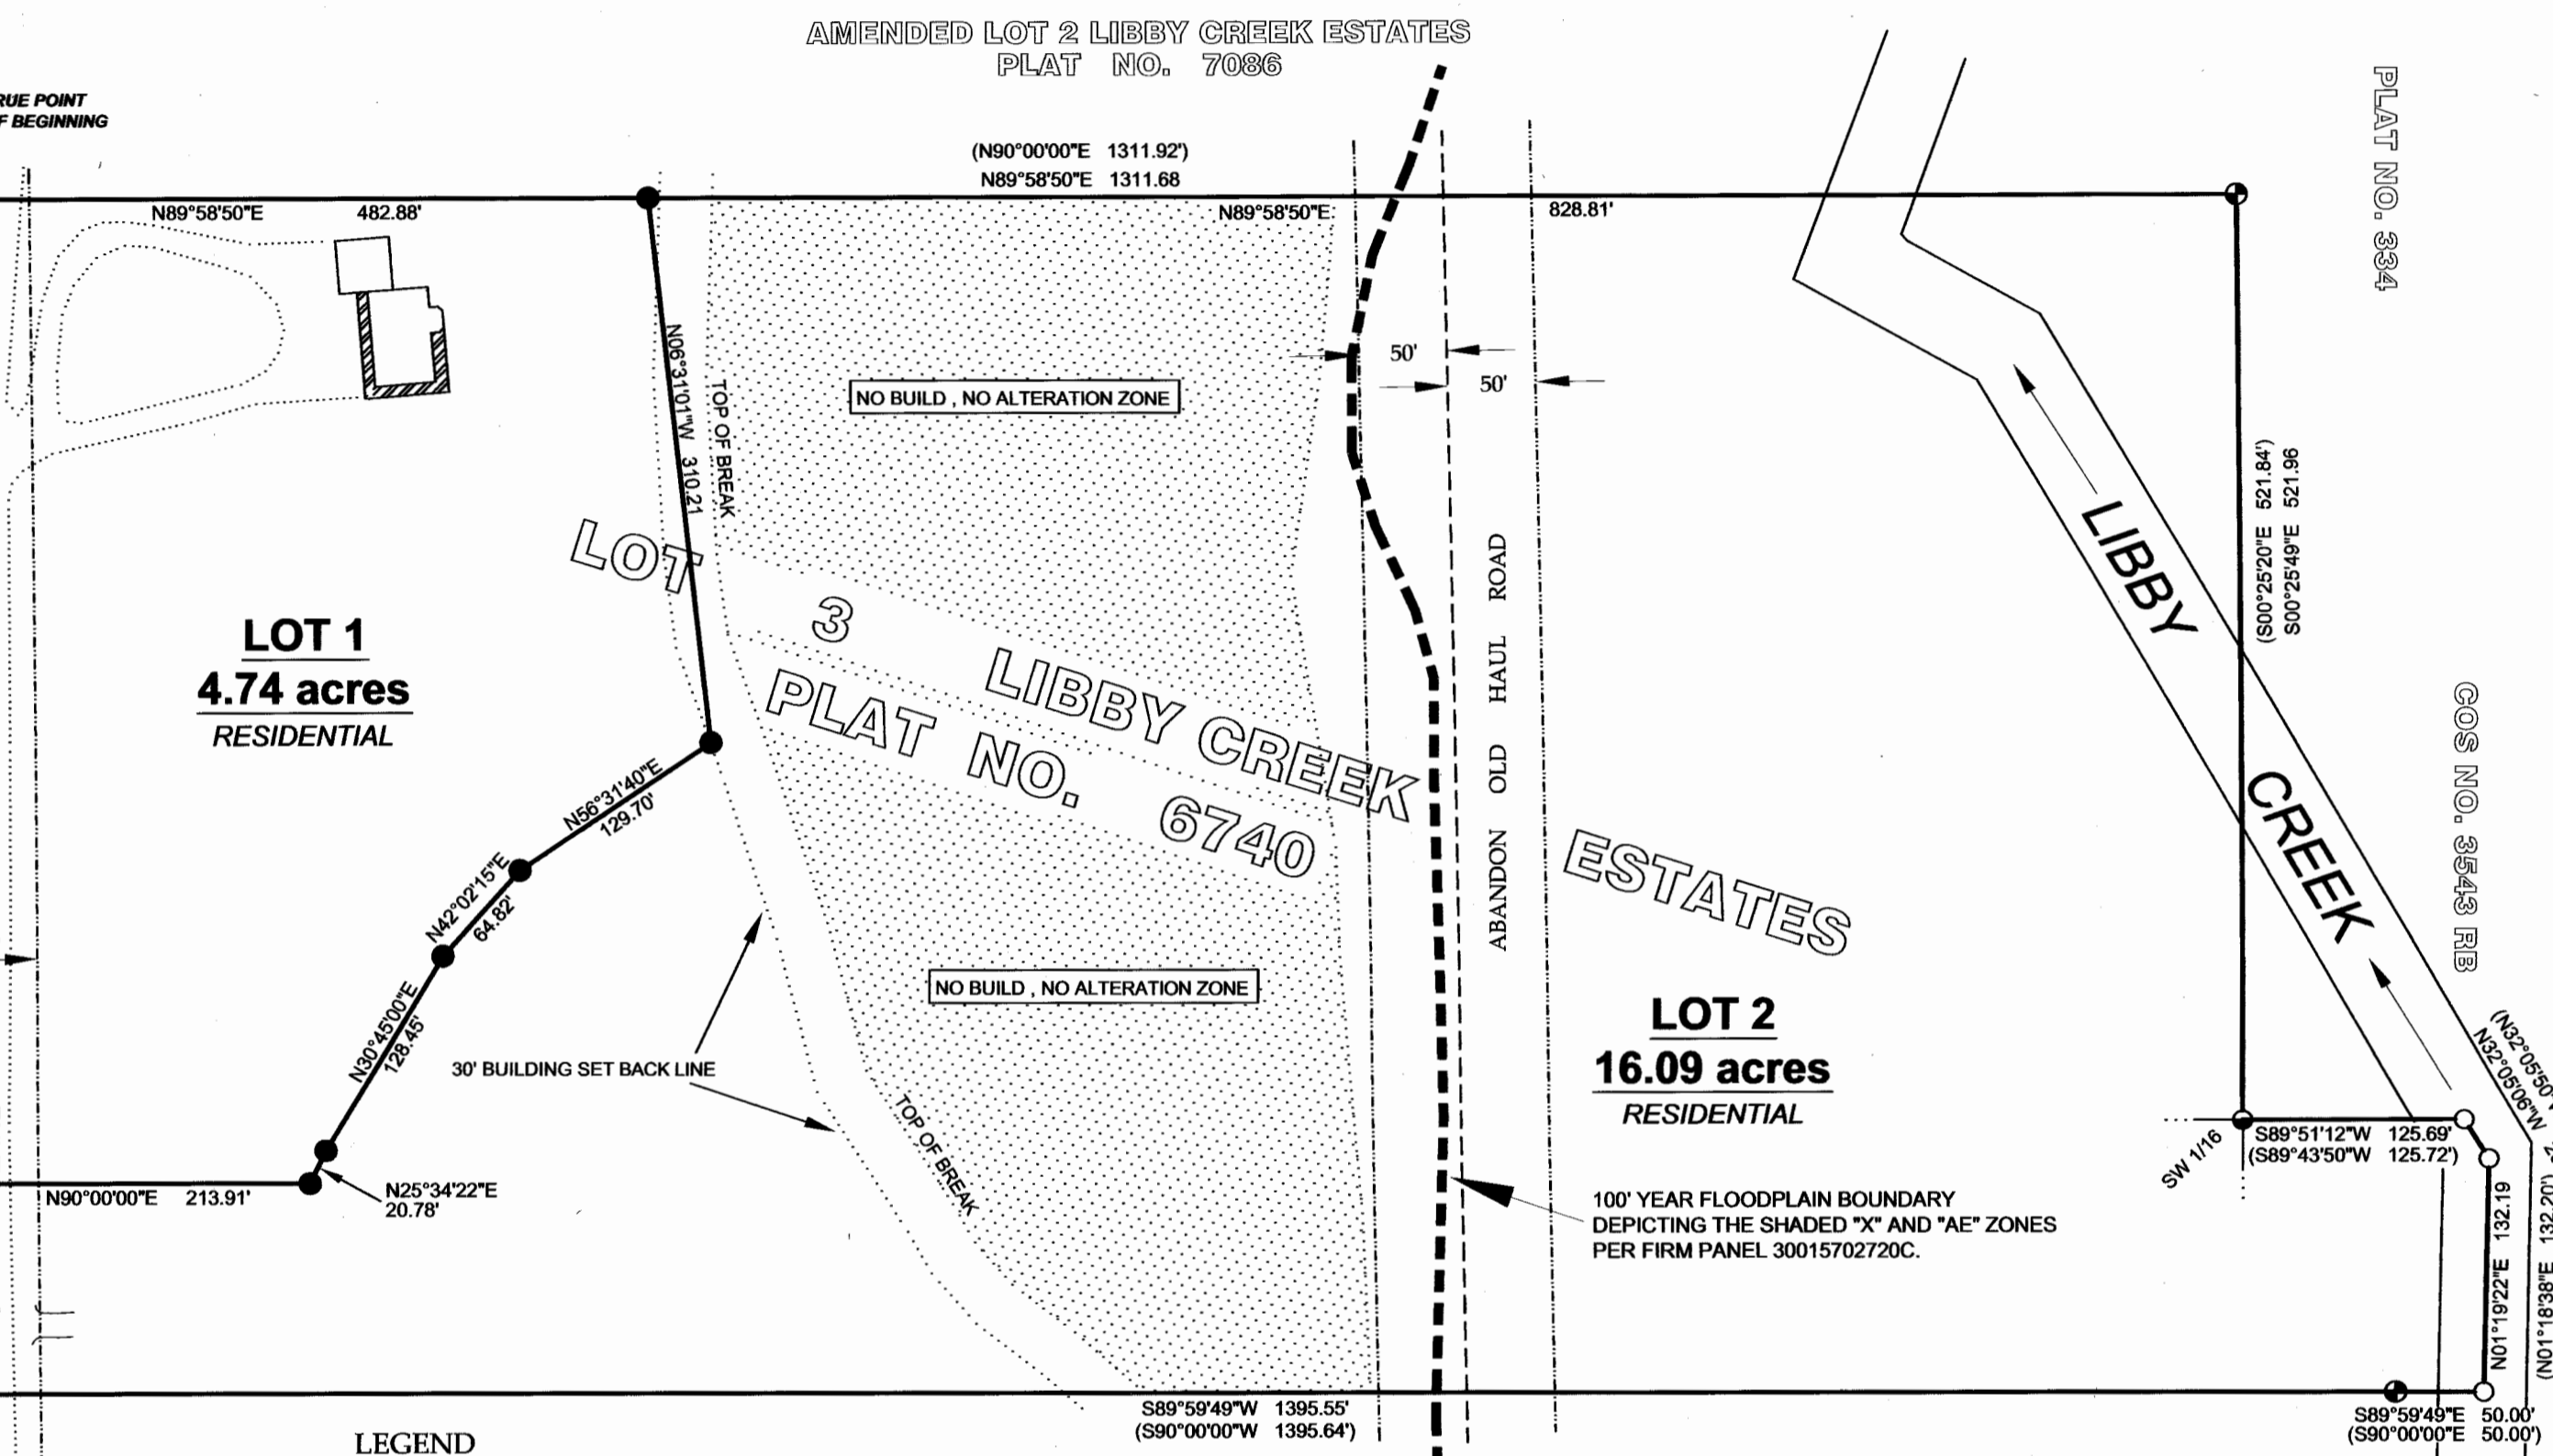 AMENDED LOT 2 LIBBY CREEK ESTATES
PLAT NO. 7086
RUE POINT
F BEGINNING
(N90°00'00"E 1311.92')
N89°58'50"E 1311.68
N89°58'50"E 482.88'
N89°58'50"E 828.81'
PLAT NO. 334
N06°31'01"W 310.21
TOP OF BREAK
NO BUILD , NO ALTERATION ZONE
50'
50'
(S00°25'20"E 521.84')
S00°25'49"E 521.96
LOT 3 LIBBY CREEK ESTATES
PLAT NO. 6740
LOT 1
4.74 acres
RESIDENTIAL
ABANDON OLD HAUL ROAD
LIBBY CREEK
COS NO. 3543 RB
N56°31'40"E
129.70'
N42°02'15"E
64.82'
N30°45'00"E
128.45'
N90°00'00"E 213.91'
N25°34'22"E
20.78'
30' BUILDING SET BACK LINE
NO BUILD , NO ALTERATION ZONE
TOP OF BREAK
LOT 2
16.09 acres
RESIDENTIAL
100' YEAR FLOODPLAIN BOUNDARY
DEPICTING THE SHADED "X" AND "AE" ZONES
PER FIRM PANEL 30015702720C.
SW 1/16
S89°51'12"W 125.69'
(S89°43'50"W 125.72')
(N32°05'50"
N32°05'06"W
N01°19'22"E 132.19
(N01°18'38"E 132.20')
S89°59'49"W 1395.55'
(S90°00'00"W 1395.64')
S89°59'49"E 50.00'
(S90°00'00"E 50.00')
LEGEND